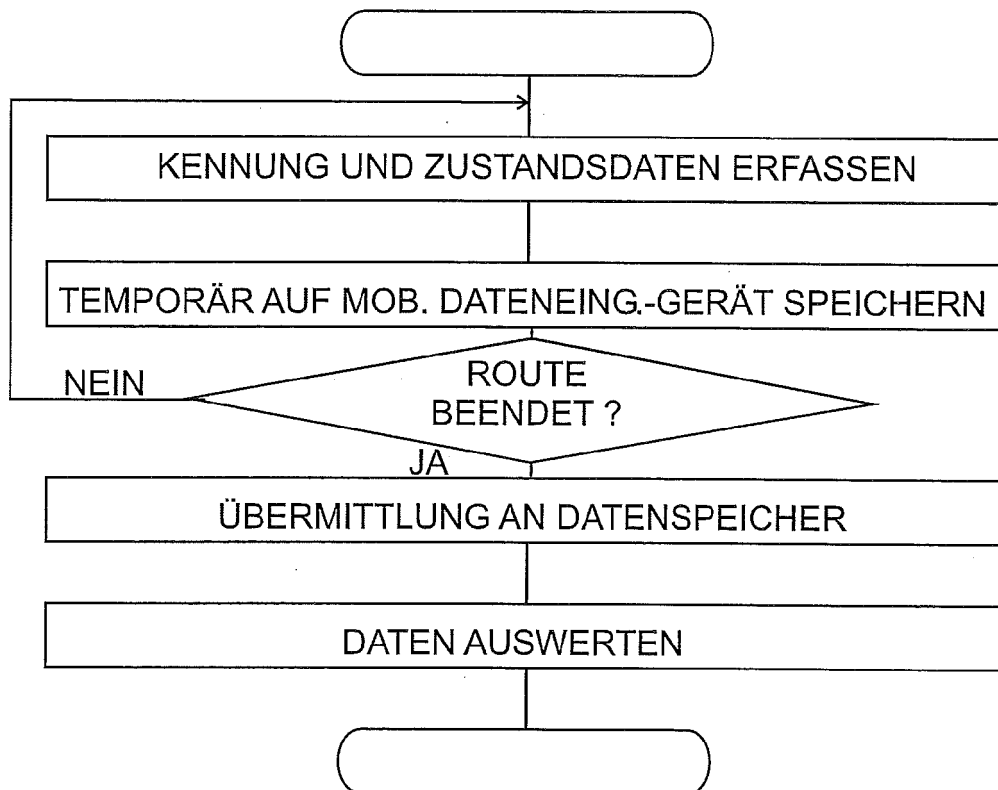 KENNUNG UND ZUSTANDSDATEN ERFASSEN
TEMPORÄR AUF MOB. DATENEING.-GERÄT SPEICHERN
NEIN
ROUTE
BEENDET ?
JA
ÜBERMITTLUNG AN DATENSPEICHER
DATEN AUSWERTEN